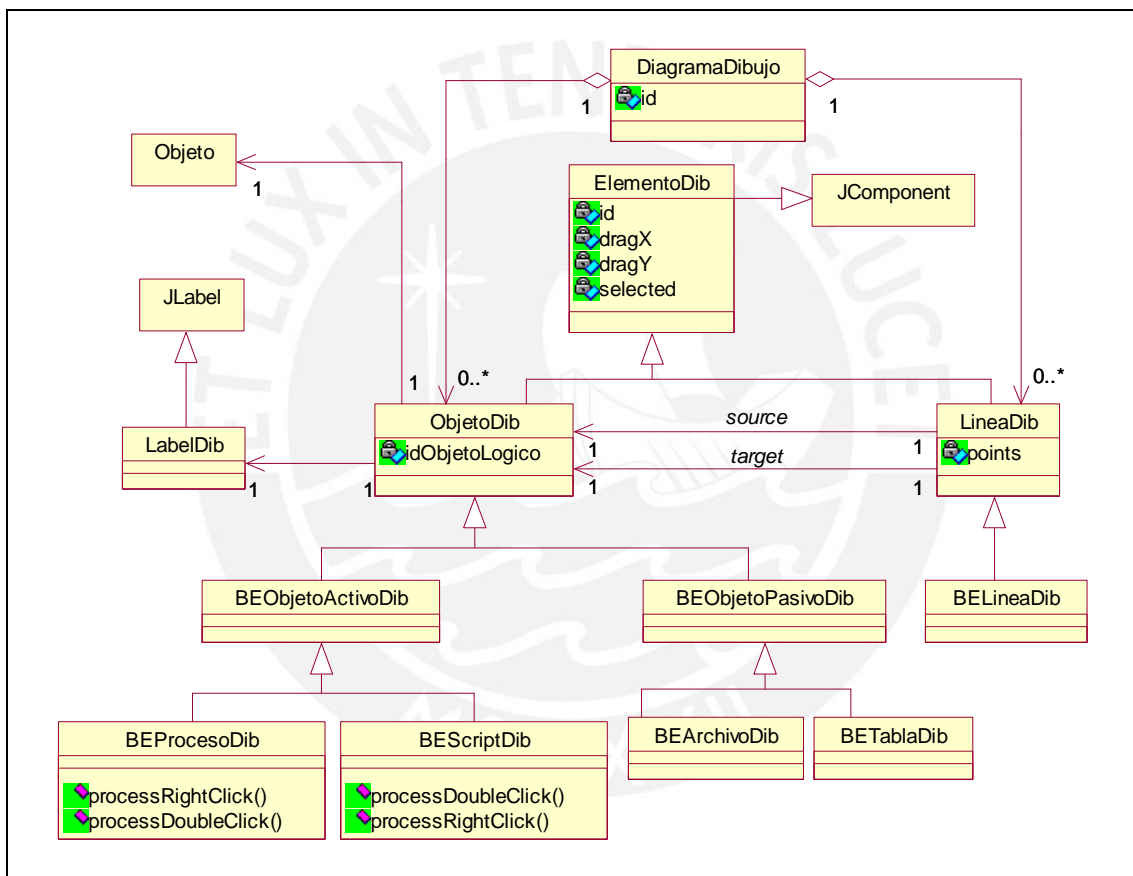 DiagramaDibujo
id
1
1
Objeto
1
ElementoDib
id
dragX
dragY
selected
JComponent
JLabel
1
0..*
0..*
ObjetoDib
idObjetoLogico
source
1
1
target
1
1
LineaDib
points
LabelDib
1
1
BEObjetoActivoDib
BEObjetoPasivoDib
BELineaDib
BEProcesoDib
processRightClick()
processDoubleClick()
BEScriptDib
processDoubleClick()
processRightClick()
BEArchivoDib
BETablaDib